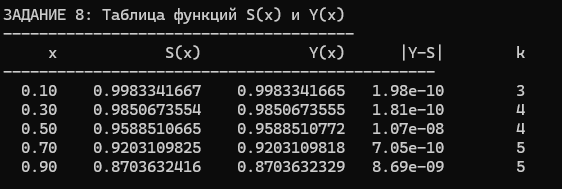 ЗАДАНИЕ 8: Таблица функций S(x) и Y(x)
---------------------------------------
x S(x) Y(x) |Y-S| k
------------------------------------------------
0.10 0.9983341667 0.9983341665 1.98e-10 3
0.30 0.9850673554 0.9850673555 1.81e-10 4
0.50 0.9588510665 0.9588510772 1.07e-08 4
0.70 0.9203109825 0.9203109818 7.05e-10 5
0.90 0.8703632416 0.8703632329 8.69e-09 5